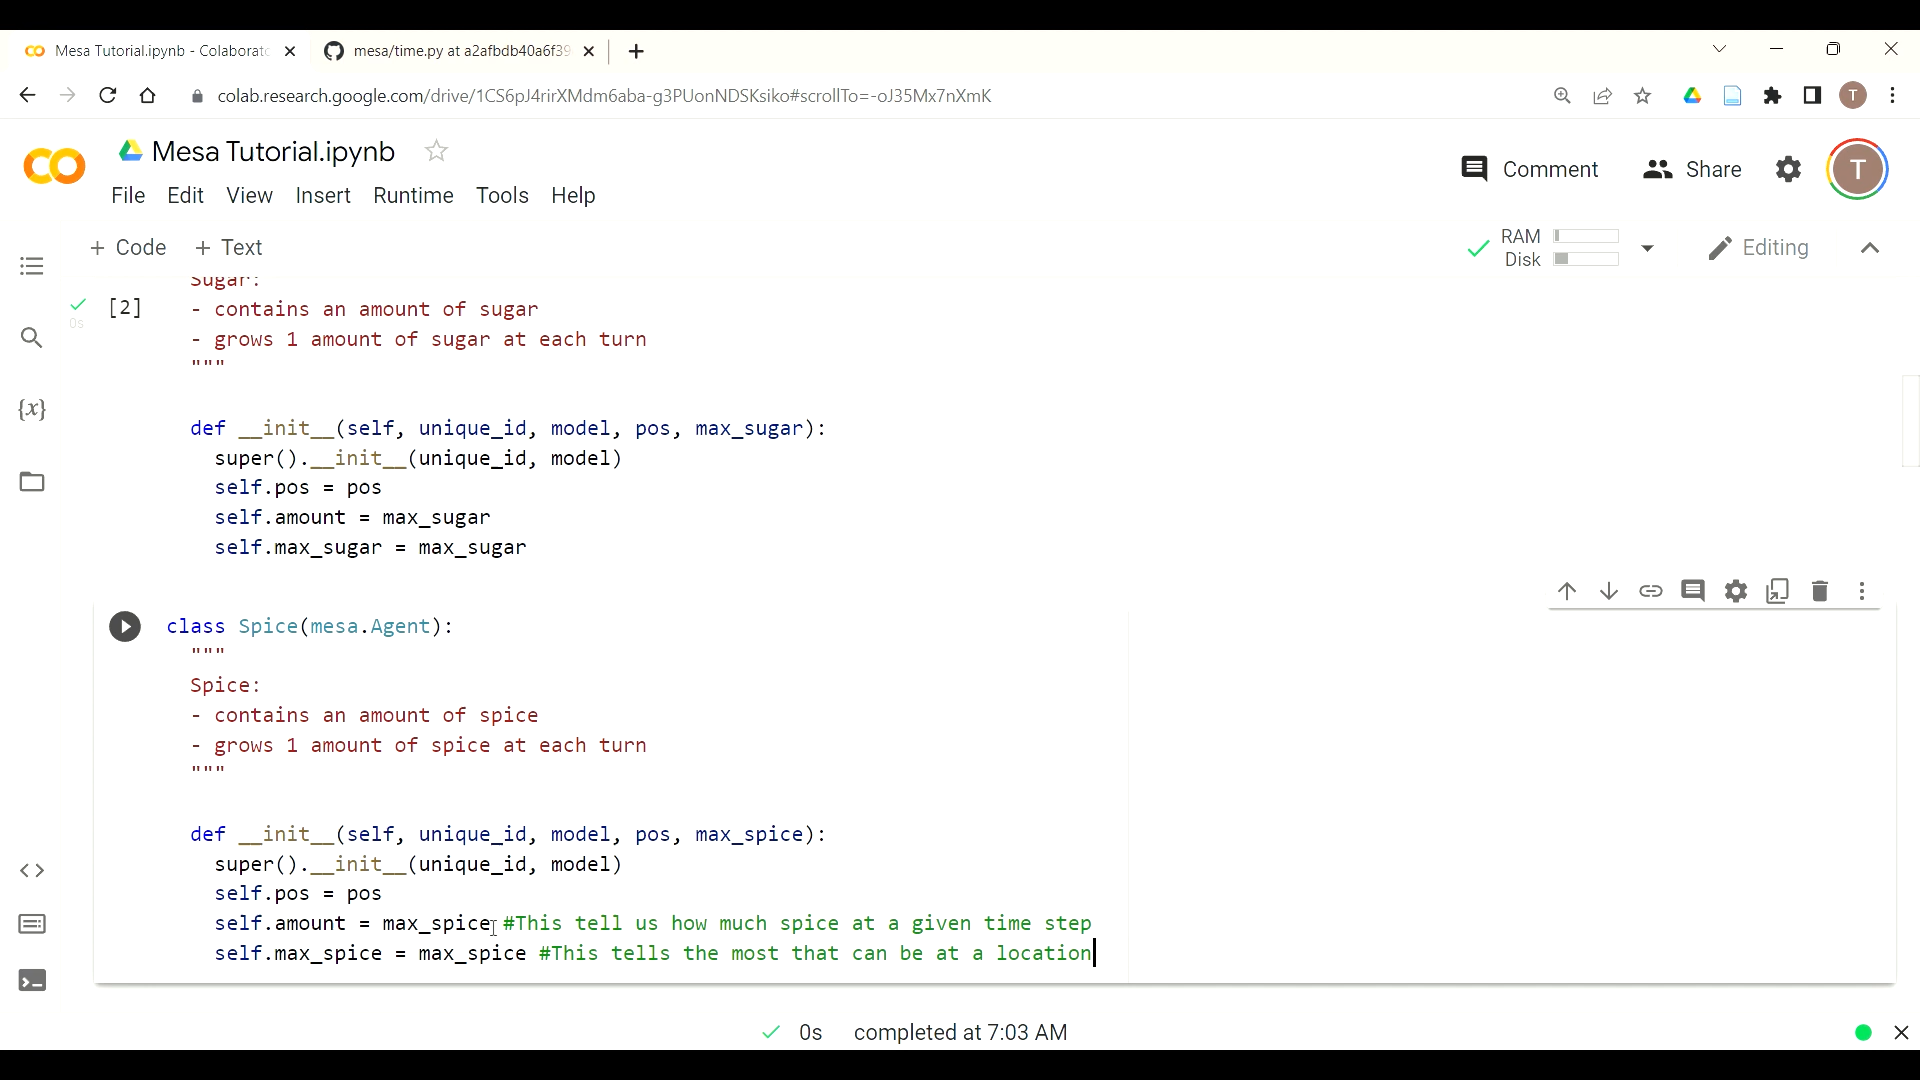 Mesa Tutorial.ipynb - Colaborato
mesa/time.py at a2afbdb40a6f39
colab.research.google.com/drive/1CS6pJ4rirXMdm6aba-g3PUonNDSKsiko#scrollTo=-oJ35Mx7nXmK
T
Mesa Tutorial.ipynb
Comment
Share
T
File Edit View Insert Runtime Tools Help
+ Code + Text
RAM
Disk
Editing
Sugar:
[2]
0s
- contains an amount of sugar
- grows 1 amount of sugar at each turn
"""
def __init__(self, unique_id, model, pos, max_sugar):
super().__init__(unique_id, model)
self.pos = pos
self.amount = max_sugar
self.max_sugar = max_sugar
class Spice(mesa.Agent):
"""
Spice:
- contains an amount of spice
- grows 1 amount of spice at each turn
"""
def __init__(self, unique_id, model, pos, max_spice):
super().__init__(unique_id, model)
self.pos = pos
self.amount = max_spice #This tell us how much spice at a given time step
self.max_spice = max_spice #This tells the most that can be at a location
0s completed at 7:03 AM